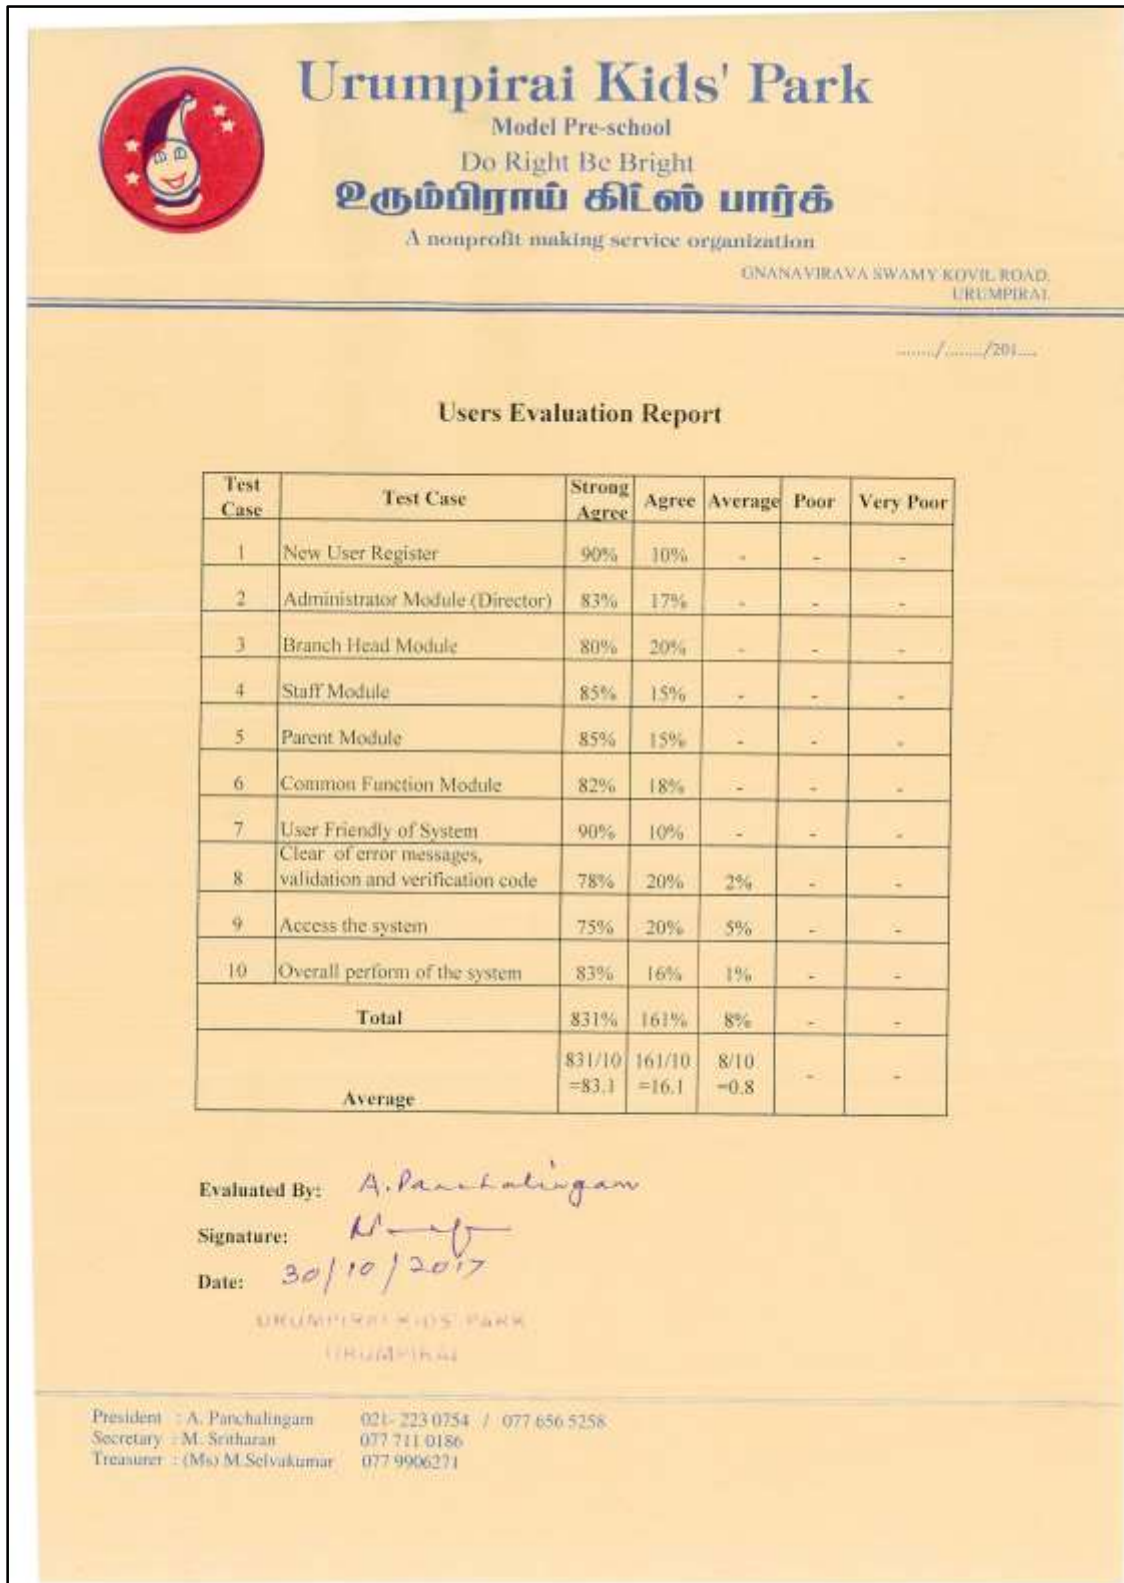 Urumpirai Kids' Park
Model Pre-school
Do Right Be Bright
உரும்பிராய் கிட்ஸ் பார்க்
A nonprofit making service organization
GNANAVIRAVA SWAMY KOVIL ROAD,
URUMPIRAI.
......../......../201....
Users Evaluation Report
Test Case Test Case Strong Agree Agree Average Poor Very Poor
1 New User Register 90% 10% - - -
2 Administrator Module (Director) 83% 17% - - -
3 Branch Head Module 80% 20% - - -
4 Staff Module 85% 15% - - -
5 Parent Module 85% 15% - - -
6 Common Function Module 82% 18% - - -
7 User Friendly of System 90% 10% - - -
Clear of error messages,
8 validation and verification code 78% 20% 2% - -
9 Access the system 75% 20% 5% - -
10 Overall perform of the system 83% 16% 1% - -
Total 831% 161% 8% - -
831/10 161/10 8/10
=83.1 =16.1 =0.8 - -
Average
Evaluated By: A. Panchalingam
Signature:
Date: 30/10/2017
URUMPIRAI KIDS' PARK
URUMPIRAI
President : A. Panchalingam 021- 223 0754 / 077 656 5258
Secretary : M. Sritharan 077 711 0186
Treasurer : (Ms) M.Selvakumar 077 9906271